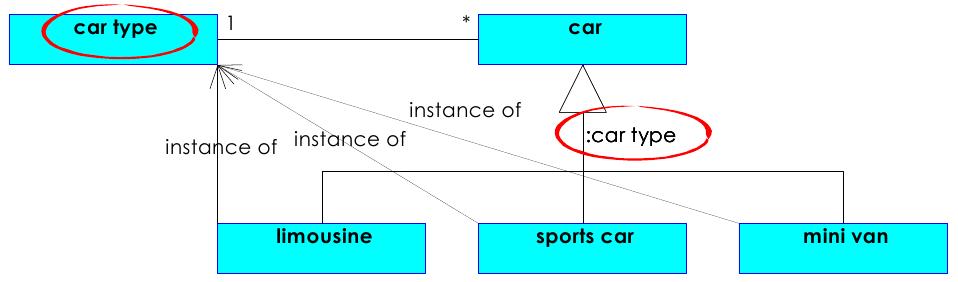 car type
1
*
car
instance of
:car type
instance of
instance of
limousine
sports car
mini van